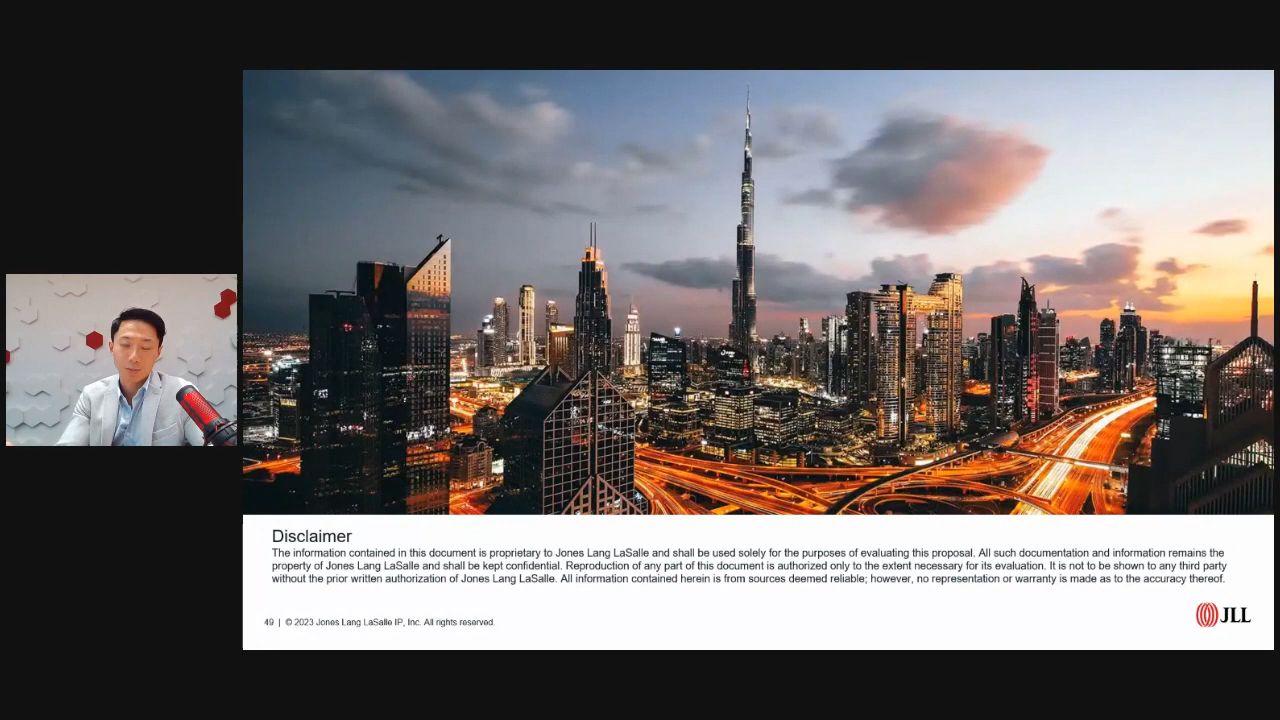 Disclaimer
The information contained in this document is proprietary to Jones Lang LaSalle and shall be used solely for the purposes of evaluating this proposal. All such documentation and information remains the
property of Jones Lang LaSalle and shall be kept confidential. Reproduction of any part of this document is authorized only to the extent necessary for its evaluation. It is not to be shown to any third party
without the prior written authorization of Jones Lang LaSalle. All information contained herein is from sources deemed reliable; however, no representation or warranty is made as to the accuracy thereof.
49 | © 2023 Jones Lang LaSalle IP, Inc. All rights reserved.
JLL